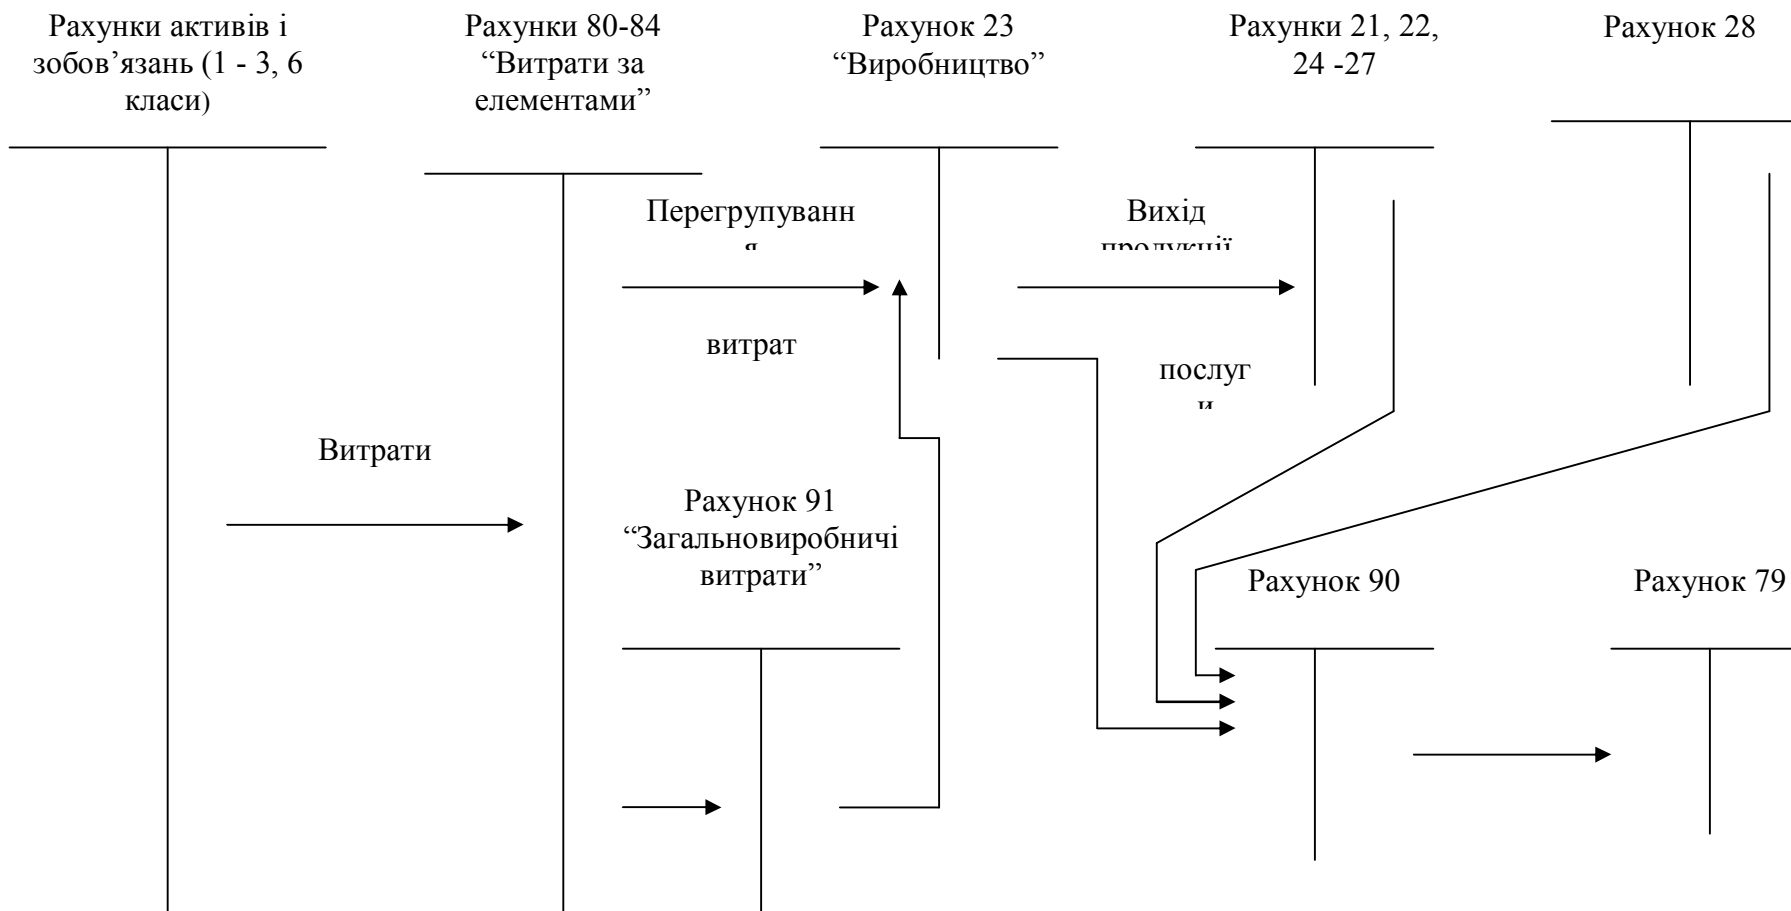 Рахунки активів і
зобов’язань (1 - 3, 6
класи)
Рахунки 80-84
“Витрати за
елементами”
Рахунок 23
“Виробництво”
Рахунки 21, 22,
24 -27
Рахунок 28
Перегрупуванн
я
витрат
Вихід
продукції
послуг
и
Витрати
Рахунок 91
“Загальновиробничі
витрати”
Рахунок 90
Рахунок 79